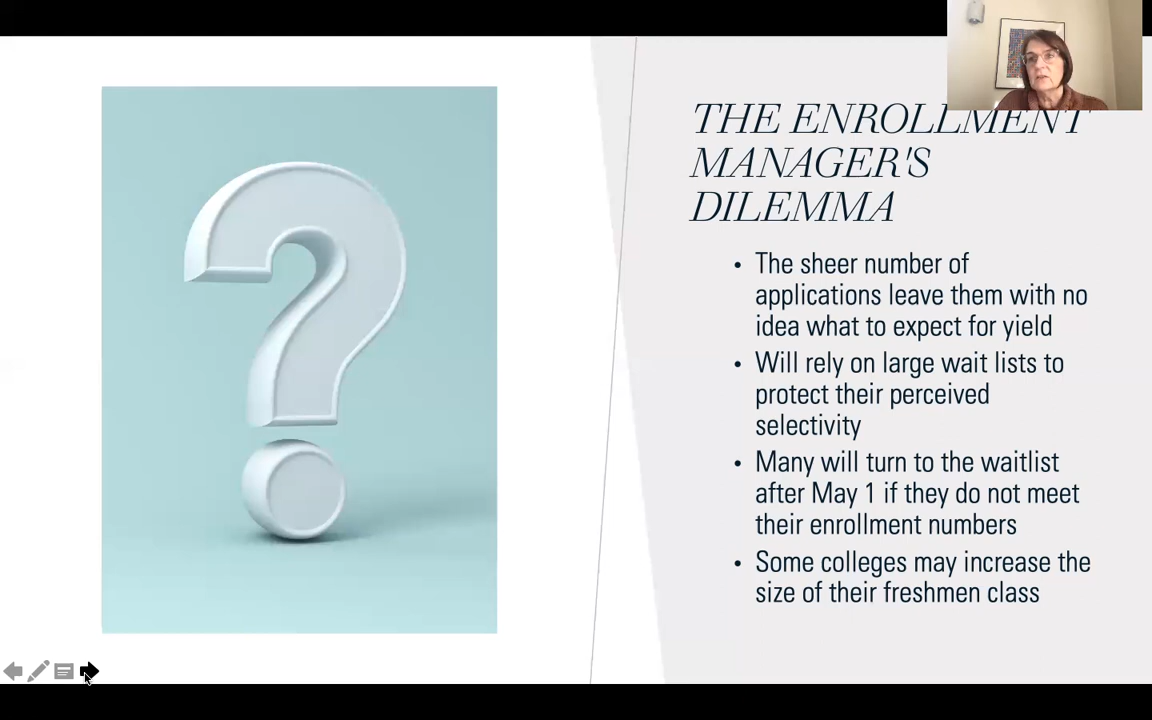 THE ENROLLMENT
MANAGER'S
DILEMMA
• The sheer number of
applications leave them with no
idea what to expect for yield
• Will rely on large wait lists to
protect their perceived
selectivity
• Many will turn to the waitlist
after May 1 if they do not meet
their enrollment numbers
• Some colleges may increase the
size of their freshmen class